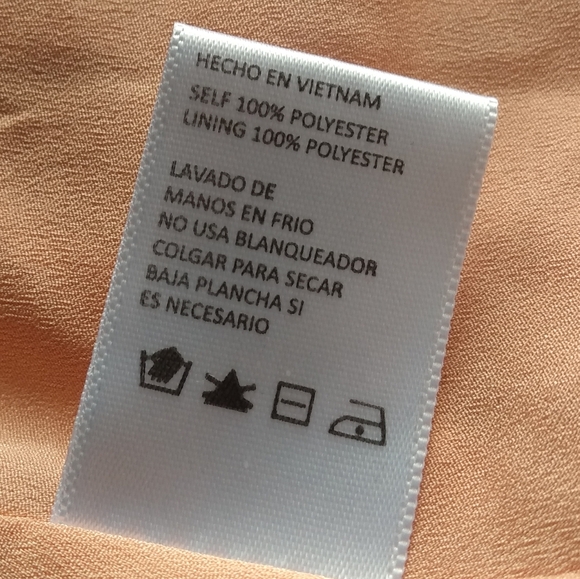 HECHO EN VIETNAM
SELF 100% POLYESTER
LINING 100% POLYESTER
LAVADO DE
MANOS EN FRIO
NO USA BLANQUEADOR
COLGAR PARA SECAR
BAJA PLANCHA SI
ES NECESARIO